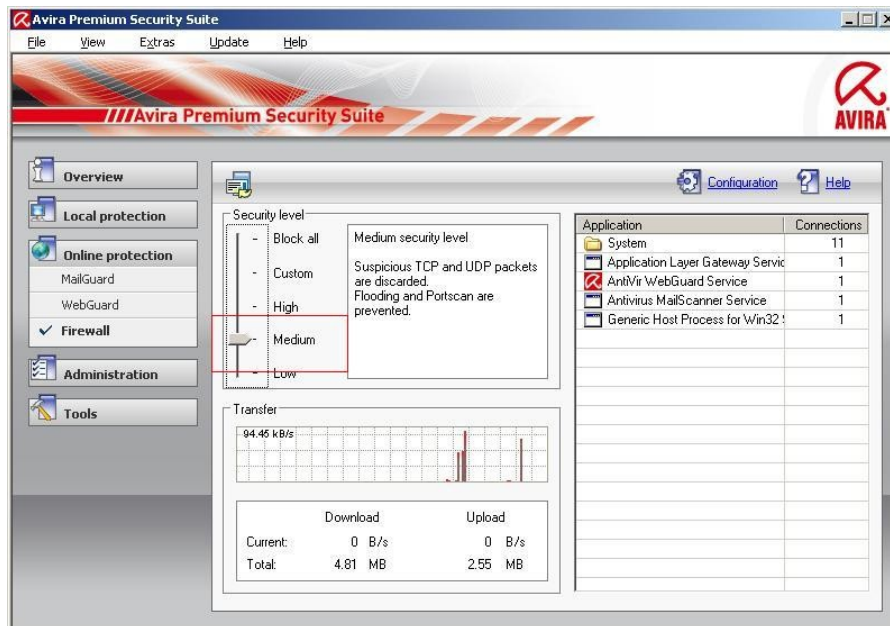 Avira Premium Security Suite
File View Extras Update Help
////Avira Premium Security Suite
AVIRA
Overview
Local protection
Online protection
MailGuard
WebGuard
Firewall
Administration
Tools
Configuration Help
Security level
Block all
Custom
High
Medium
Low
Medium security level
Suspicious TCP and UDP packets
are discarded.
Flooding and Portscan are
prevented.
Transfer
94.45 kB/s
Download Upload
Current: 0 B/s 0 B/s
Total: 4.81 MB 2.55 MB
Application Connections
System 11
Application Layer Gateway Servic 1
AntiVir WebGuard Service 1
Antivirus MailScanner Service 1
Generic Host Process for Win32 S 1